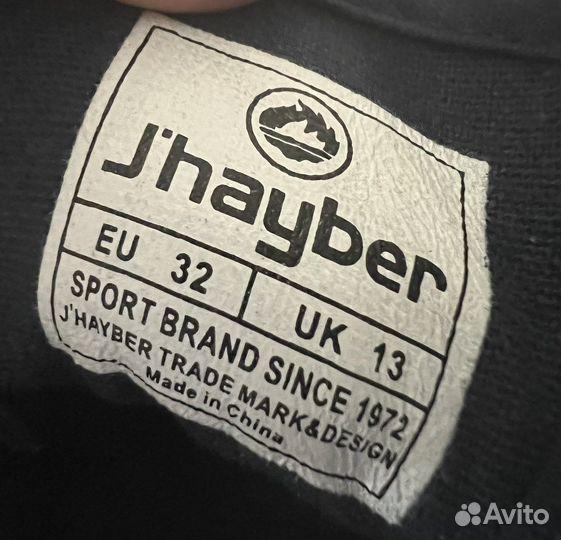 J'hayber
EU 32 UK 13
SPORT BRAND SINCE 1972
J'HAYBER TRADE MARK&DESIGN
Made in China
Avito